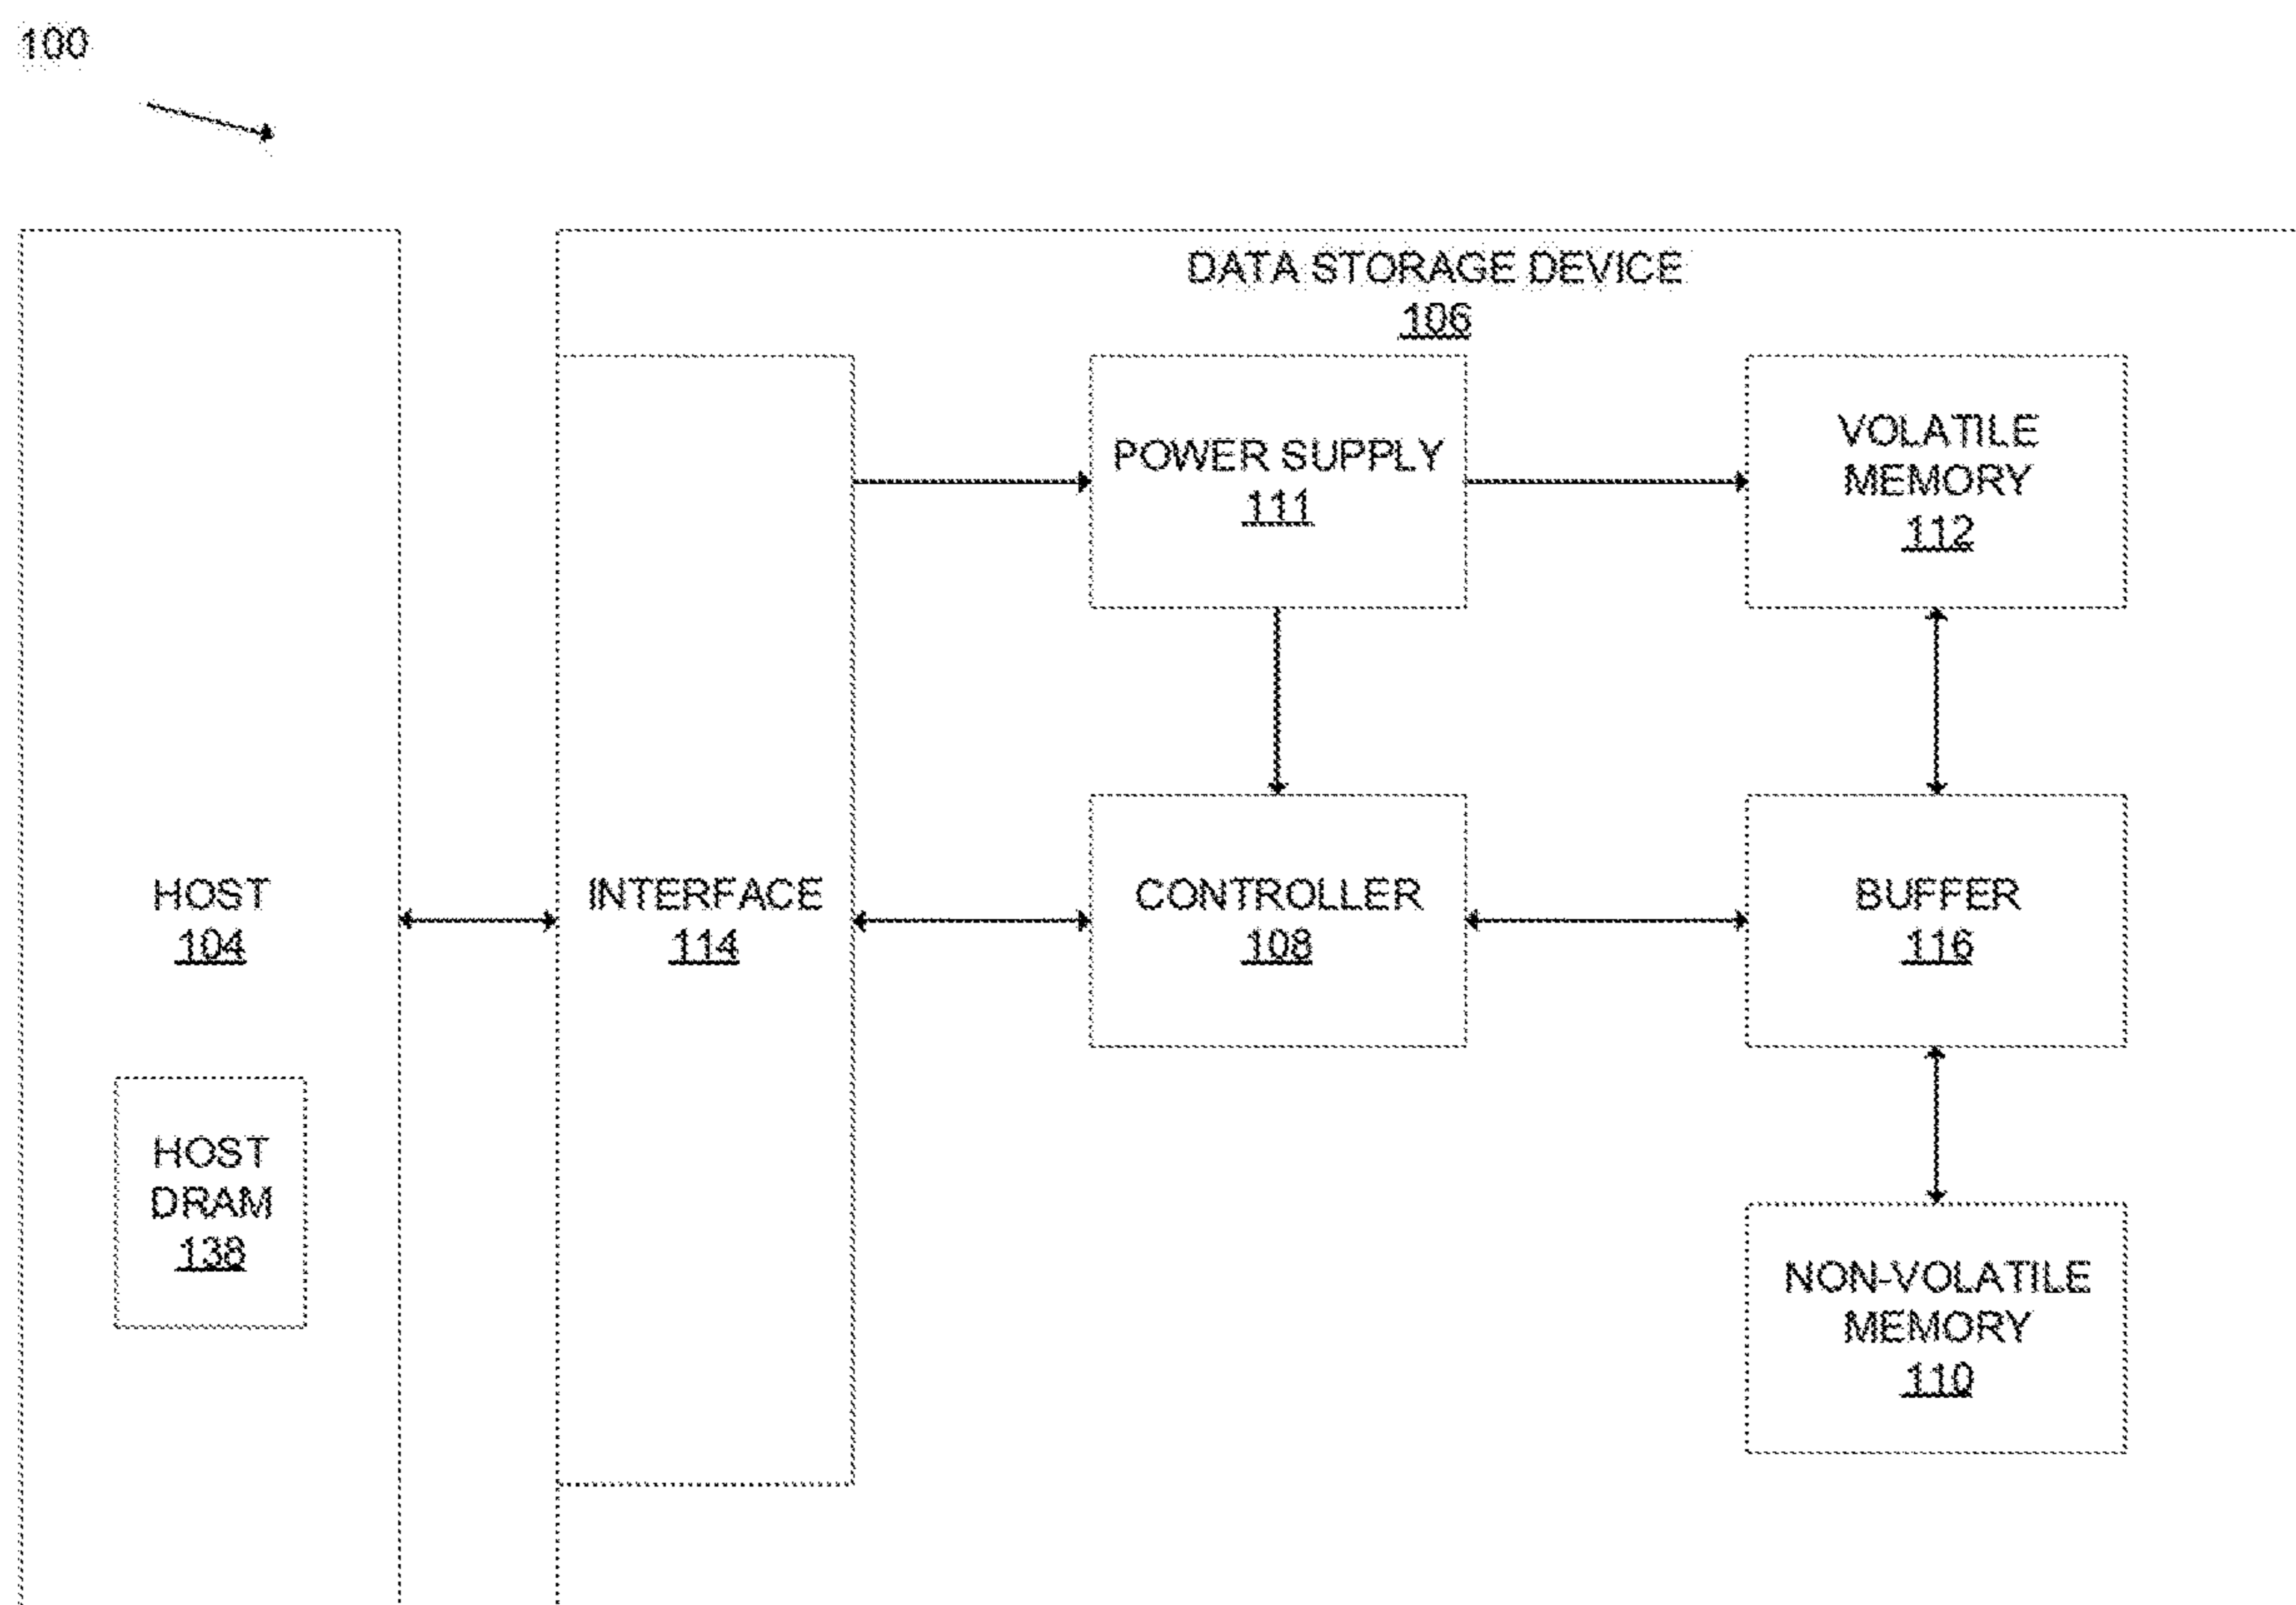 100
DATA STORAGE DEVICE
106
POWER SUPPLY
111
VOLATILE
MEMORY
112
HOST
104
INTERFACE
114
CONTROLLER
108
BUFFER
116
HOST
DRAM
138
NON-VOLATILE
MEMORY
110